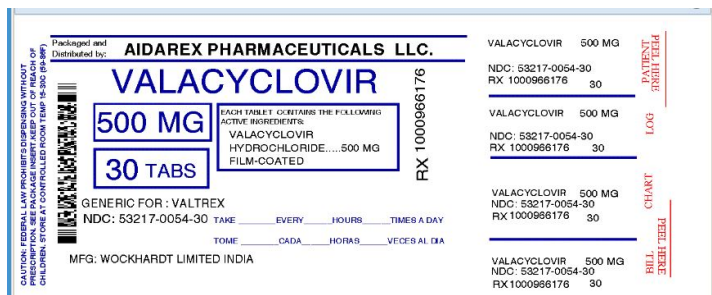 Packaged and
Distributed by:
AIDAREX PHARMACEUTICALS LLC.
VALACYCLOVIR
500 MG
EACH TABLET CONTAINS THE FOLLOWING
ACTIVE INGREDIENTS:
VALACYCLOVIR
HYDROCHLORIDE.....500 MG
FILM-COATED
30 TABS
GENERIC FOR : VALTREX
NDC: 53217-0054-30
TAKE ______EVERY_____HOURS_____TIMES A DAY
TOME ______CADA_____HORAS_____VECES AL DIA
MFG: WOCKHARDT LIMITED INDIA
RX 1000966176
CAUTION: FEDERAL LAW PROHIBITS DISPENSING WITHOUT
PRESCRIPTION. SEE PACKAGE INSERT. KEEP OUT OF REACH OF
CHILDREN. STORE AT CONTROLLED ROOM TEMP 15-30C (59-86F)
VALACYCLOVIR 500 MG
NDC: 53217-0054-30
RX 1000966176 30
PATIENT
PEEL HERE
VALACYCLOVIR 500 MG
NDC: 53217-0054-30
RX 1000966176 30
LOG
VALACYCLOVIR 500 MG
NDC: 53217-0054-30
RX 1000966176 30
CHART
VALACYCLOVIR 500 MG
NDC: 53217-0054-30
RX 1000966176 30
BILL
PEEL HERE